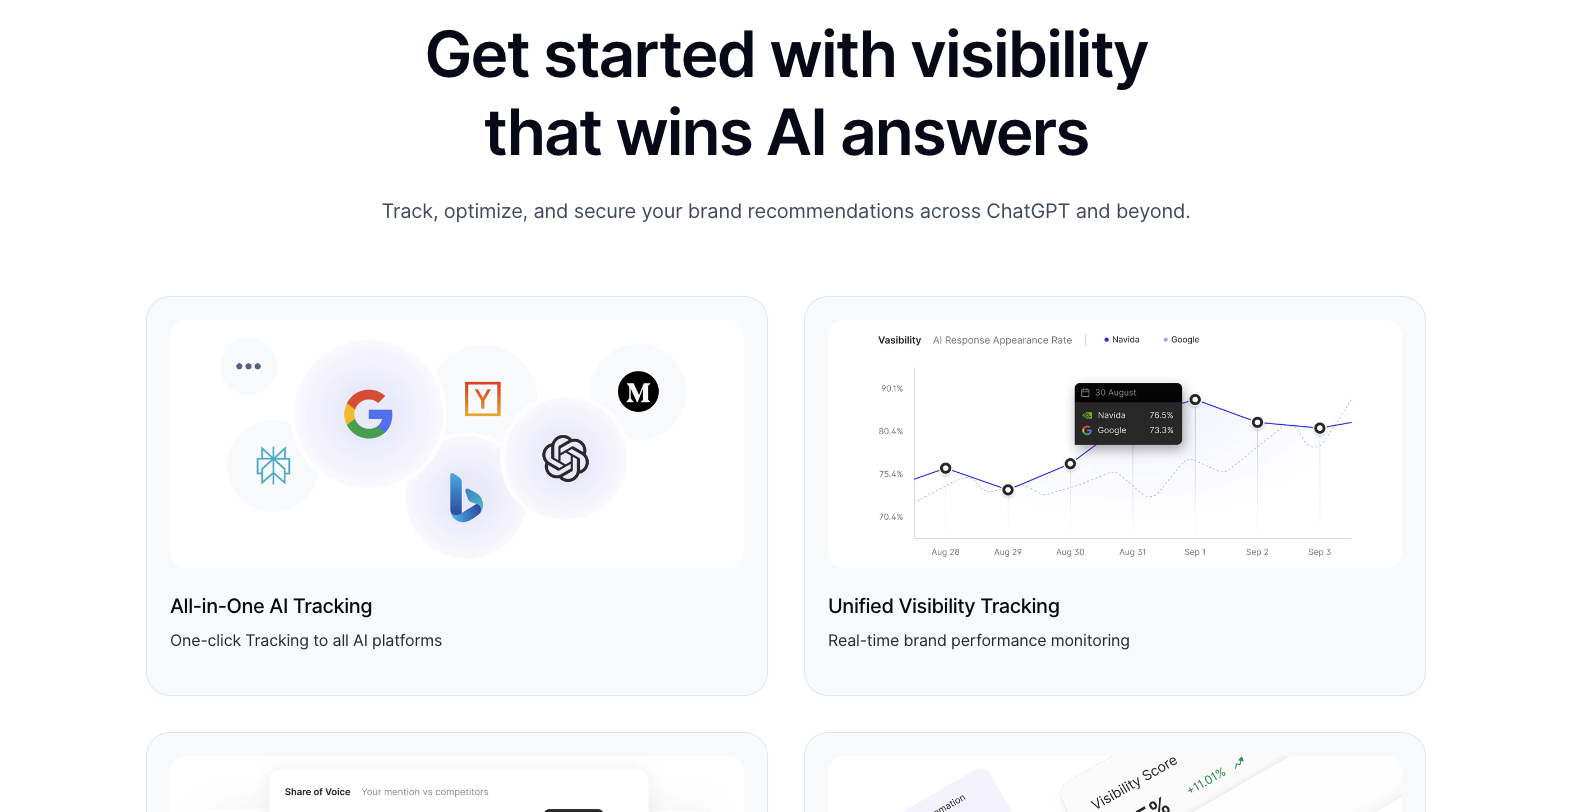 Get started with visibility
that wins AI answers
Track, optimize, and secure your brand recommendations across ChatGPT and beyond.
Y
M
All-in-One AI Tracking
One-click Tracking to all AI platforms
Vasibility AI Response Appearance Rate Navida Google
90.1%
80.4%
75.4%
70.4%
30 August
Navida 76.5%
Google 73.3%
Aug 28 Aug 29 Aug 30 Aug 31 Sep 1 Sep 2 Sep 3
Unified Visibility Tracking
Real-time brand performance monitoring
Share of Voice Your mention vs competitors
Visibility Score
+11.01%